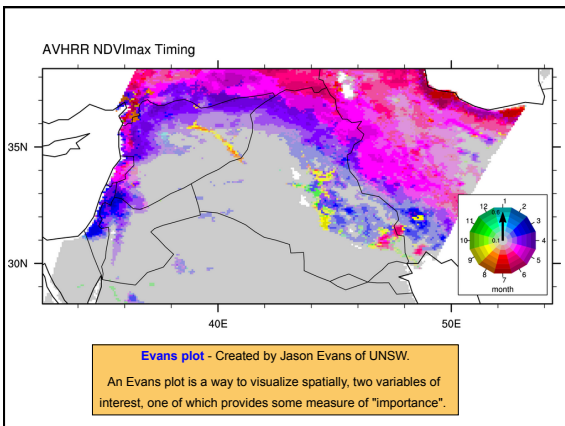 AVHRR NDVImax Timing
35N
30N
40E
50E
1
2
3
4
5
6
7
8
9
10
11
12
0.6
0.1
month
Evans plot - Created by Jason Evans of UNSW.
An Evans plot is a way to visualize spatially, two variables of
interest, one of which provides some measure of "importance".